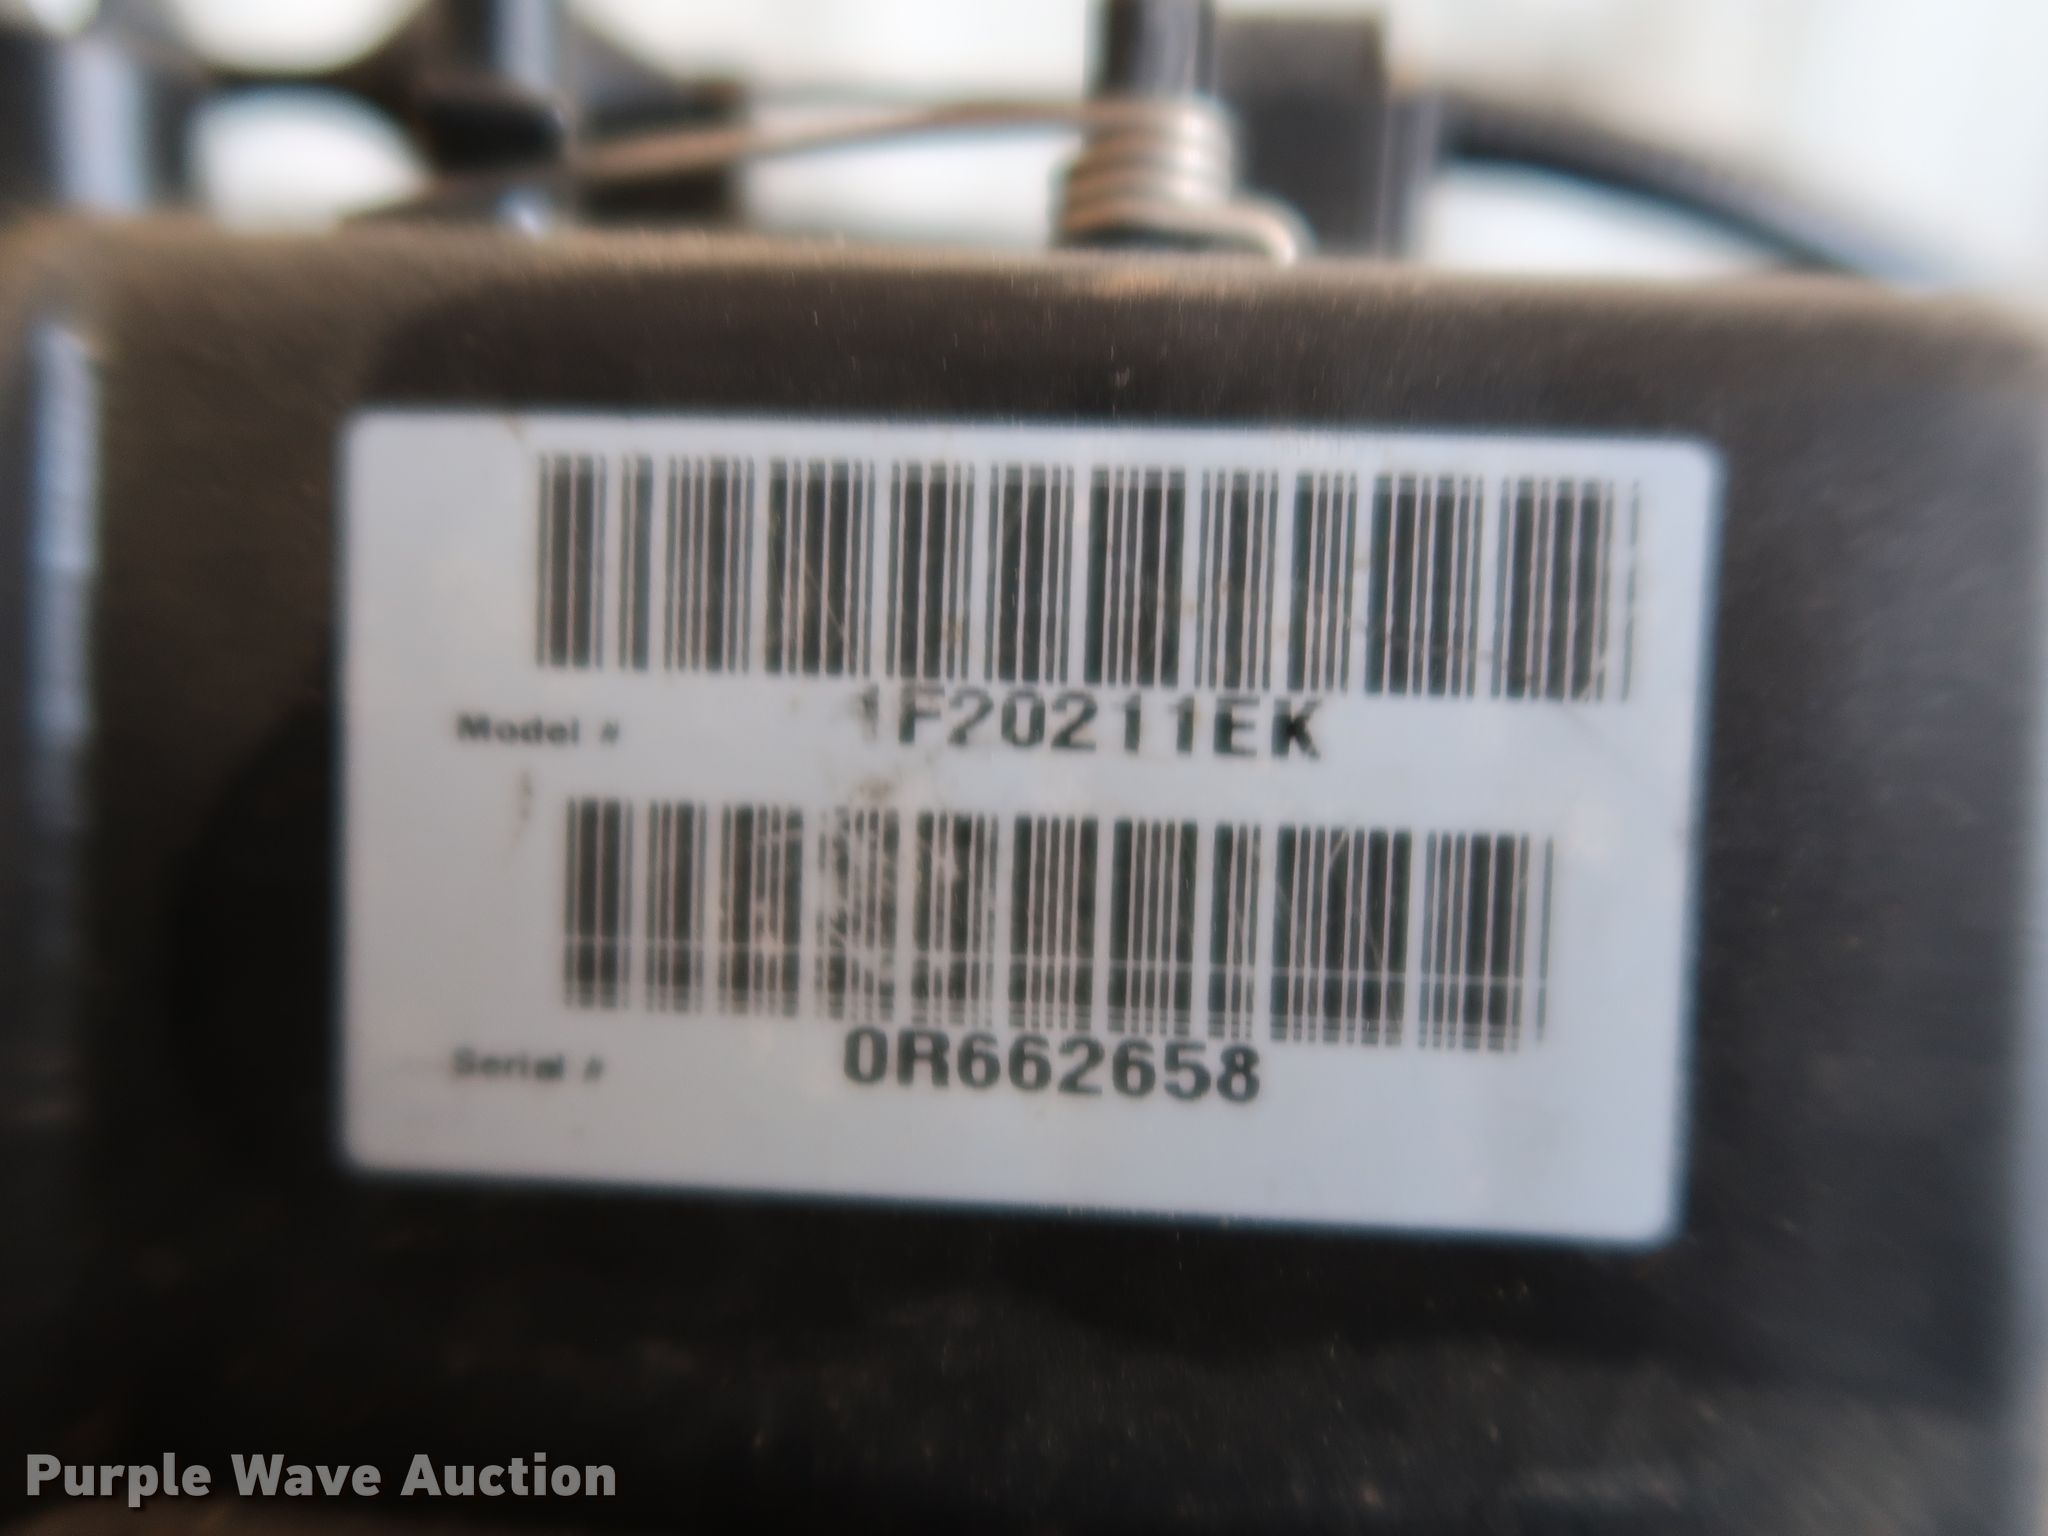 1F20211EK
Model #
0R662658
Serial #
Purple Wave Auction